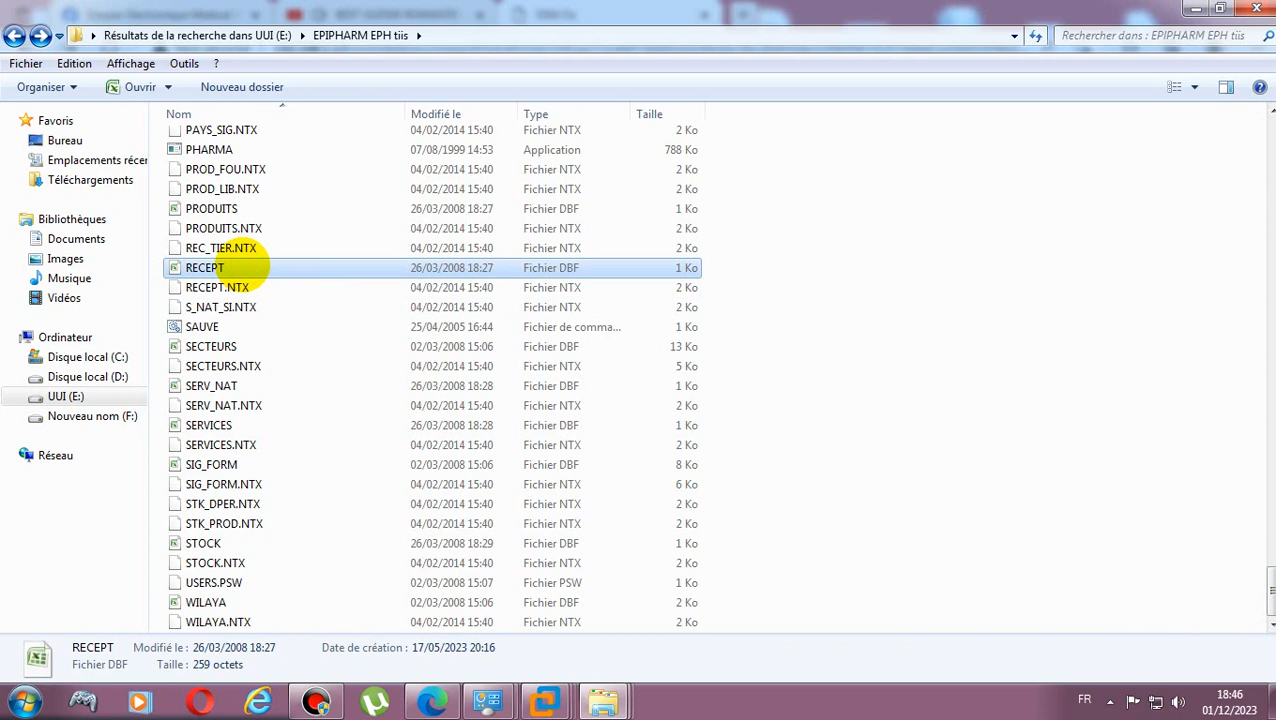 Résultats de la recherche dans UUI (E:) EPIPHARM EPH tiis Rechercher dans : EPIPHARM EPH tiis
Fichier Edition Affichage Outils ?
Organiser Ouvrir Nouveau dossier
Nom Modifié le Type Taille
Favoris
Bureau
Emplacements récer
Téléchargements
Bibliothèques
Documents
Images
Musique
Vidéos
Ordinateur
Disque local (C:)
Disque local (D:)
UUI (E:)
Nouveau nom (F:)
Réseau
PAYS_SIG.NTX 04/02/2014 15:40 Fichier NTX 2 Ko
PHARMA 07/08/1999 14:53 Application 788 Ko
PROD_FOU.NTX 04/02/2014 15:40 Fichier NTX 2 Ko
PROD_LIB.NTX 04/02/2014 15:40 Fichier NTX 2 Ko
PRODUITS 26/03/2008 18:27 Fichier DBF 1 Ko
PRODUITS.NTX 04/02/2014 15:40 Fichier NTX 2 Ko
REC_TIER.NTX 04/02/2014 15:40 Fichier NTX 2 Ko
RECEPT 26/03/2008 18:27 Fichier DBF 1 Ko
RECEPT.NTX 04/02/2014 15:40 Fichier NTX 2 Ko
S_NAT_SI.NTX 04/02/2014 15:40 Fichier NTX 2 Ko
SAUVE 25/04/2005 16:44 Fichier de comma... 1 Ko
SECTEURS 02/03/2008 15:06 Fichier DBF 13 Ko
SECTEURS.NTX 04/02/2014 15:40 Fichier NTX 5 Ko
SERV_NAT 26/03/2008 18:28 Fichier DBF 1 Ko
SERV_NAT.NTX 04/02/2014 15:40 Fichier NTX 2 Ko
SERVICES 26/03/2008 18:28 Fichier DBF 1 Ko
SERVICES.NTX 04/02/2014 15:40 Fichier NTX 2 Ko
SIG_FORM 02/03/2008 15:06 Fichier DBF 8 Ko
SIG_FORM.NTX 04/02/2014 15:40 Fichier NTX 6 Ko
STK_DPER.NTX 04/02/2014 15:40 Fichier NTX 2 Ko
STK_PROD.NTX 04/02/2014 15:40 Fichier NTX 2 Ko
STOCK 26/03/2008 18:29 Fichier DBF 1 Ko
STOCK.NTX 04/02/2014 15:40 Fichier NTX 2 Ko
USERS.PSW 02/03/2008 15:07 Fichier PSW 1 Ko
WILAYA 02/03/2008 15:06 Fichier DBF 2 Ko
WILAYA.NTX 04/02/2014 15:40 Fichier NTX 2 Ko
RECEPT Modifié le : 26/03/2008 18:27 Date de création : 17/05/2023 20:16
Fichier DBF Taille : 259 octets
FR 18:46
01/12/2023